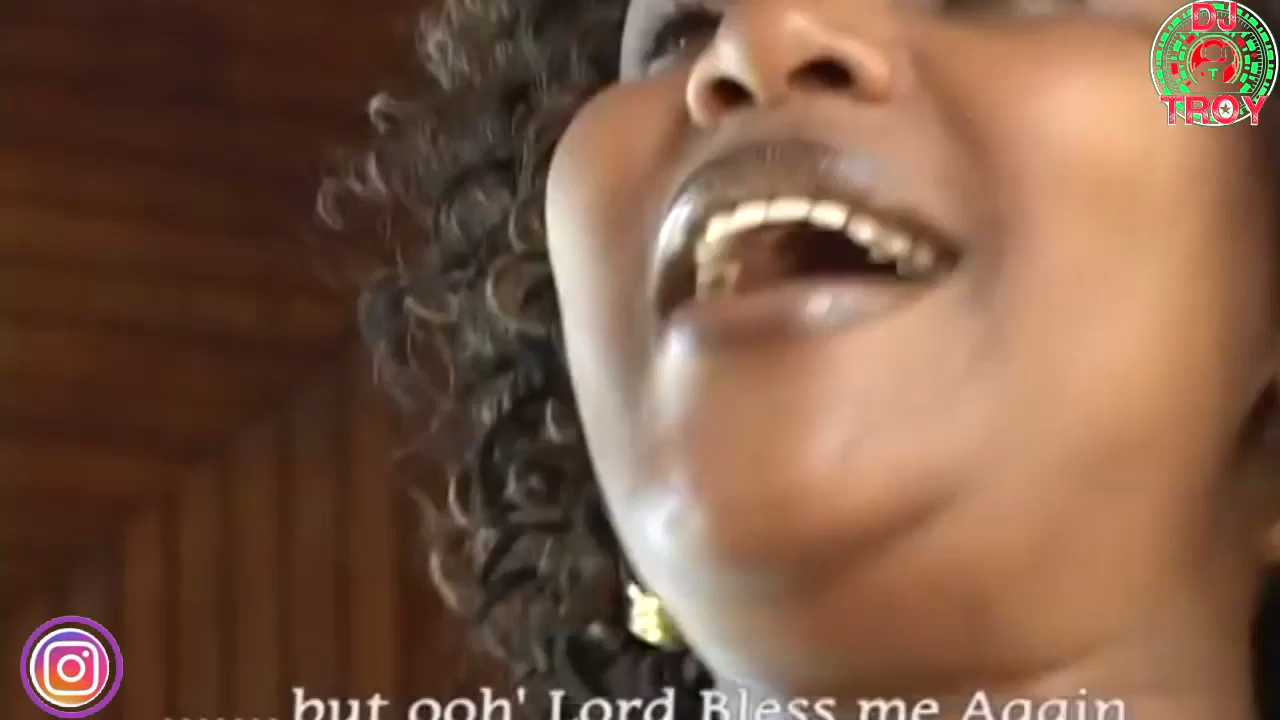 DJ
T
TROY
.......but ooh' Lord Bless me Again